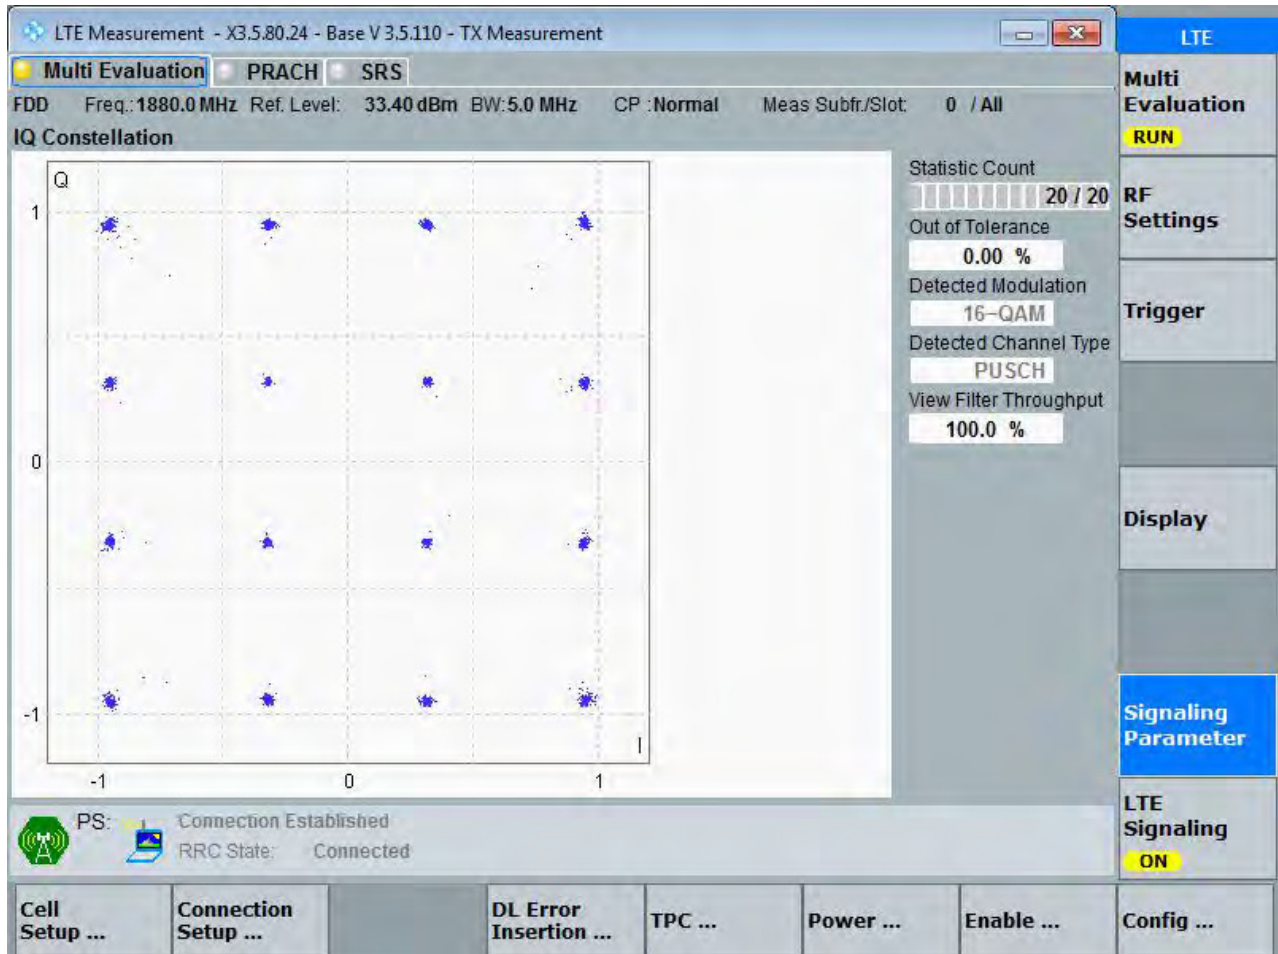 LTE Measurement - X3.5.80.24 - Base V 3.5.110 - TX Measurement
Multi Evaluation PRACH SRS
FDD Freq.: 1880.0 MHz Ref. Level: 33.40 dBm BW: 5.0 MHz CP : Normal Meas Subfr./Slot: 0 / All
IQ Constellation
Q
1
0
-1
I
-1 0 1
Statistic Count
20 / 20
Out of Tolerance
0.00 %
Detected Modulation
16-QAM
Detected Channel Type
PUSCH
View Filter Throughput
100.0 %
PS: Connection Established
RRC State: Connected
LTE
Multi
Evaluation
RUN
RF
Settings
Trigger
Display
Signaling
Parameter
LTE
Signaling
ON
Cell
Setup ...
Connection
Setup ...
DL Error
Insertion ...
TPC ...
Power ...
Enable ...
Config ...